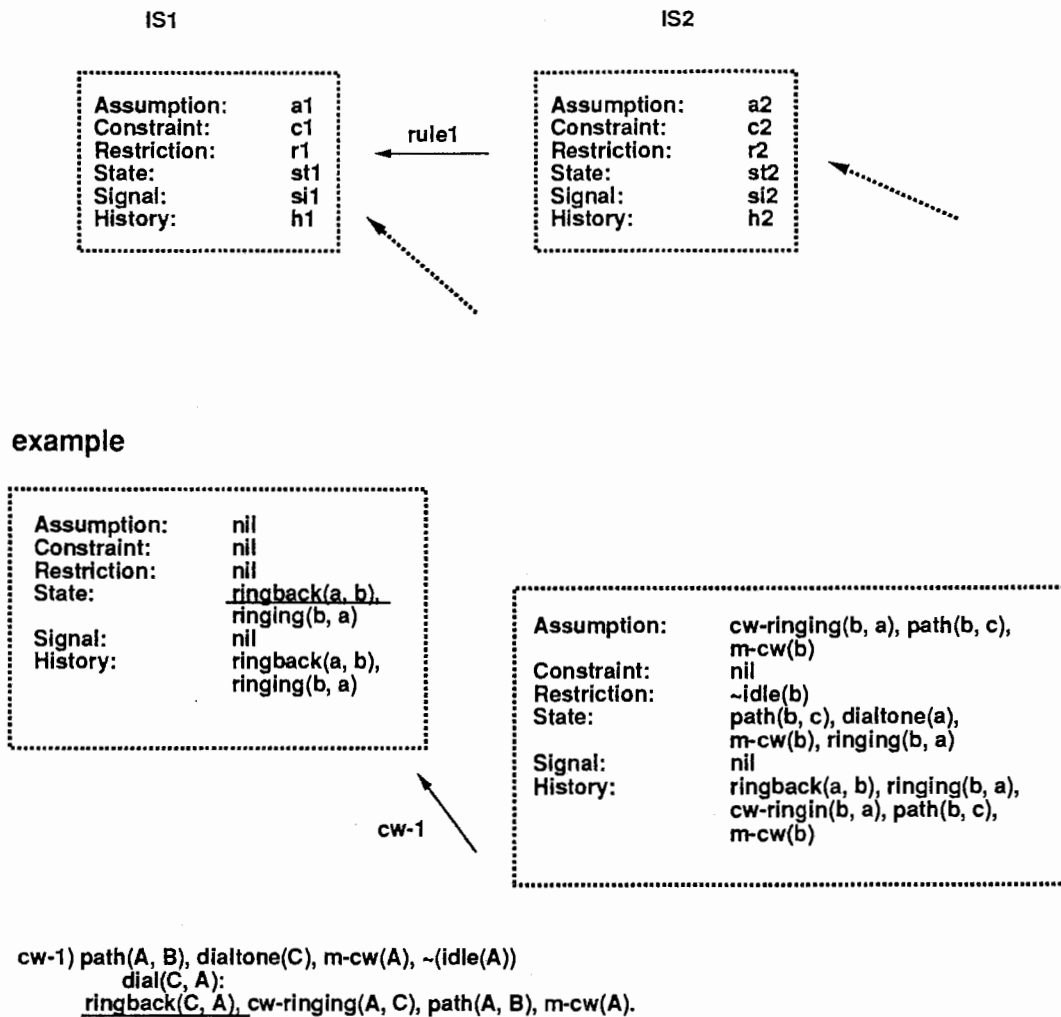 IS1
IS2
Assumption: a1
Constraint: c1
Restriction: r1
State: st1
Signal: si1
History: h1
rule1
Assumption: a2
Constraint: c2
Restriction: r2
State: st2
Signal: si2
History: h2
example
Assumption: nil
Constraint: nil
Restriction: nil
State: ringback(a, b),
ringing(b, a)
Signal: nil
History: ringback(a, b),
ringing(b, a)
cw-1
Assumption: cw-ringing(b, a), path(b, c),
m-cw(b)
Constraint: nil
Restriction: ~idle(b)
State: path(b, c), dialtone(a),
m-cw(b), ringing(b, a)
Signal: nil
History: ringback(a, b), ringing(b, a),
cw-ringin(b, a), path(b, c),
m-cw(b)
cw-1) path(A, B), dialtone(C), m-cw(A), ~(idle(A))
dial(C, A):
ringback(C, A), cw-ringing(A, C), path(A, B), m-cw(A).